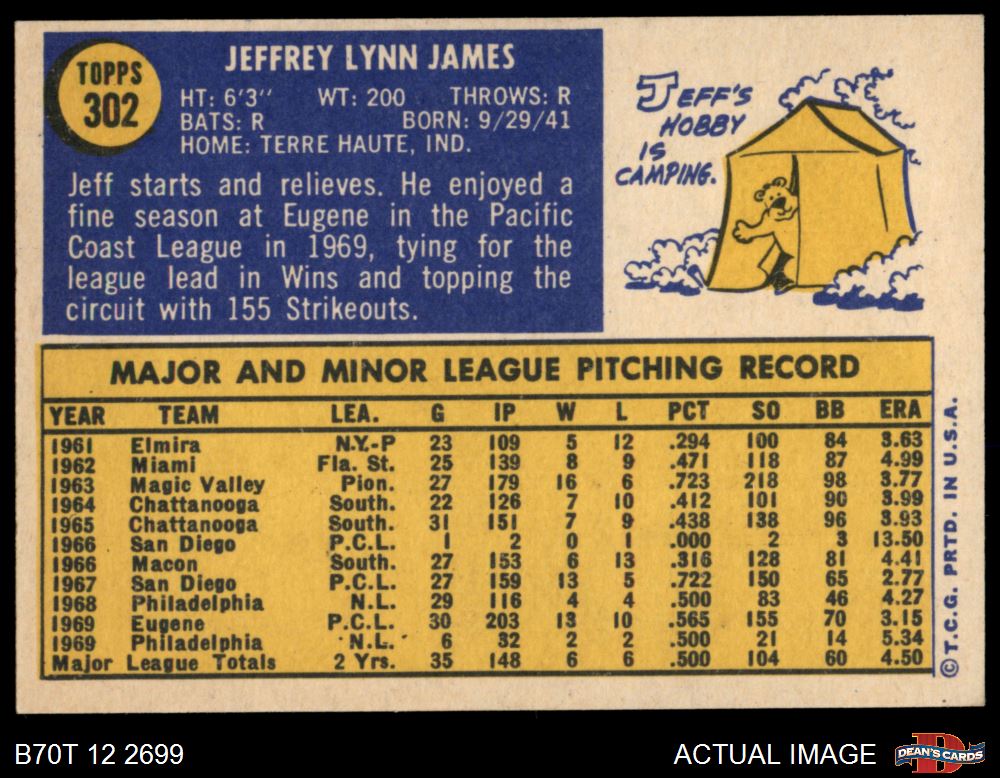 TOPPS
302
JEFFREY LYNN JAMES
HT: 6'3" WT: 200 THROWS: R
BATS: R BORN: 9/29/41
HOME: TERRE HAUTE, IND.
Jeff starts and relieves. He enjoyed a
fine season at Eugene in the Pacific
Coast League in 1969, tying for the
league lead in Wins and topping the
circuit with 155 Strikeouts.
JEFF'S
HOBBY
IS
CAMPING.
MAJOR AND MINOR LEAGUE PITCHING RECORD
YEAR TEAM LEA. G IP W L PCT SO BB ERA
1961 Elmira N.Y.-P 23 109 5 12 .294 100 84 3.63
1962 Miami Fla. St. 25 139 8 9 .471 118 87 4.99
1963 Magic Valley Pion. 27 179 16 6 .723 218 98 3.77
1964 Chattanooga South. 22 126 7 10 .412 101 90 3.99
1965 Chattanooga South. 31 151 7 9 .438 138 96 3.93
1966 San Diego P.C.L. 1 2 0 1 .000 2 3 13.50
1966 Macon South. 27 153 6 13 .316 128 81 4.41
1967 San Diego P.C.L. 27 159 13 5 .722 150 65 2.77
1968 Philadelphia N.L. 29 116 4 4 .500 83 46 4.27
1969 Eugene P.C.L. 30 203 13 10 .565 155 70 3.15
1969 Philadelphia N.L. 6 32 2 2 .500 21 14 5.34
Major League Totals 2 Yrs. 35 148 6 6 .500 104 60 4.50
© T.C.G. PRTD. IN U.S.A.
B70T 12 2699
ACTUAL IMAGE
DEAN'S CARDS